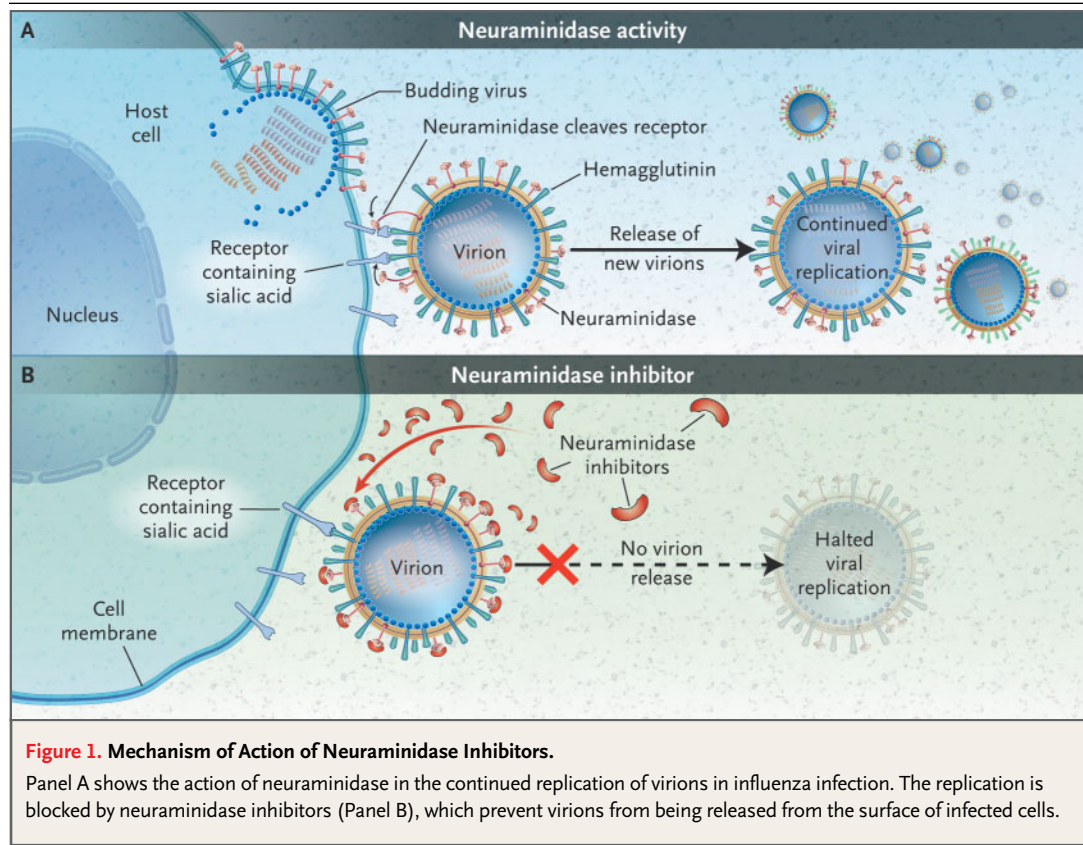 A
Neuraminidase activity
Host
cell
Budding virus
Neuraminidase cleaves receptor
Hemagglutinin
Receptor
containing
sialic acid
Virion
Release of
new virions
Continued
viral
replication
Nucleus
Neuraminidase
B
Neuraminidase inhibitor
Neuraminidase
inhibitors
Receptor
containing
sialic acid
Virion
No virion
release
Halted
viral
replication
Cell
membrane
Figure 1. Mechanism of Action of Neuraminidase Inhibitors.
Panel A shows the action of neuraminidase in the continued replication of virions in influenza infection. The replication is
blocked by neuraminidase inhibitors (Panel B), which prevent virions from being released from the surface of infected cells.